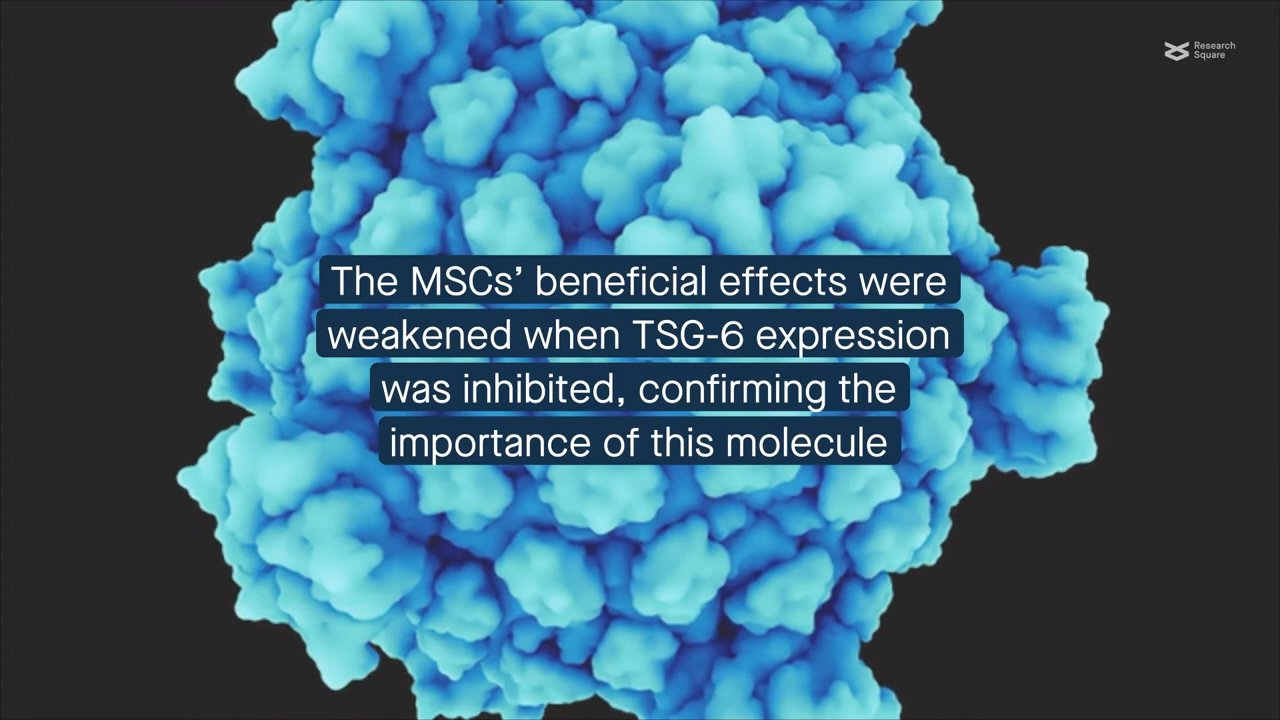 Research
Square
The MSCs’ beneficial effects were
weakened when TSG-6 expression
was inhibited, confirming the
importance of this molecule